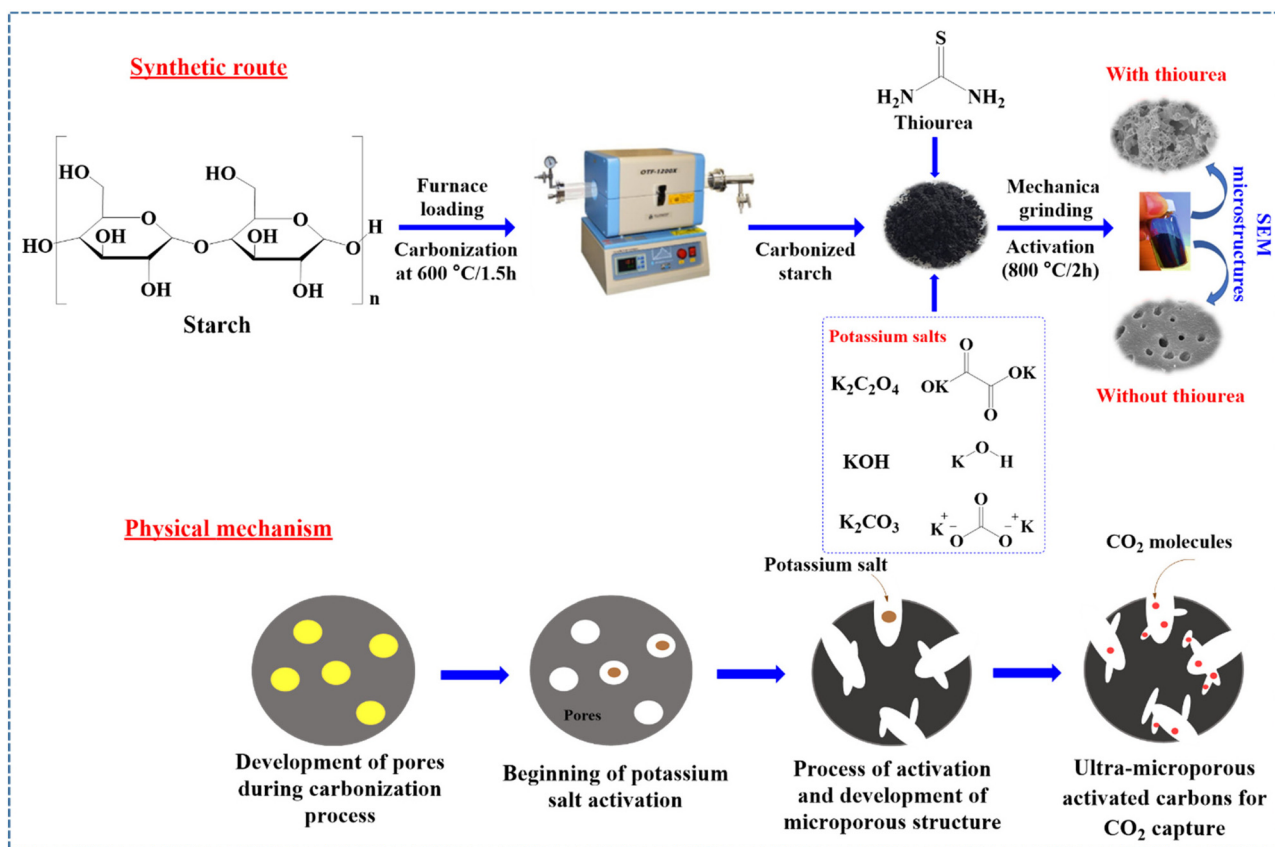 Synthetic route
HO
O
HO
OH
OH
HO
O
O
HO
OH
OH
O
H
n
Starch
Furnace
loading
Carbonization
at 600 °C/1.5h
OTF-1200X
Carbonized
starch
S
H₂N
NH₂
Thiourea
Mechanica
grinding
Activation
(800 °C/2h)
With thiourea
SEM
microstructures
Without thiourea
Potassium salts
K₂C₂O₄
O
OK
OK
O
KOH
K
O
H
K₂CO₃
O
K⁺
⁻O
O⁻
⁺K
Physical mechanism
Potassium salt
CO₂ molecules
Pores
Development of pores
during carbonization
process
Beginning of potassium
salt activation
Process of activation
and development of
microporous structure
Ultra-microporous
activated carbons for
CO₂ capture